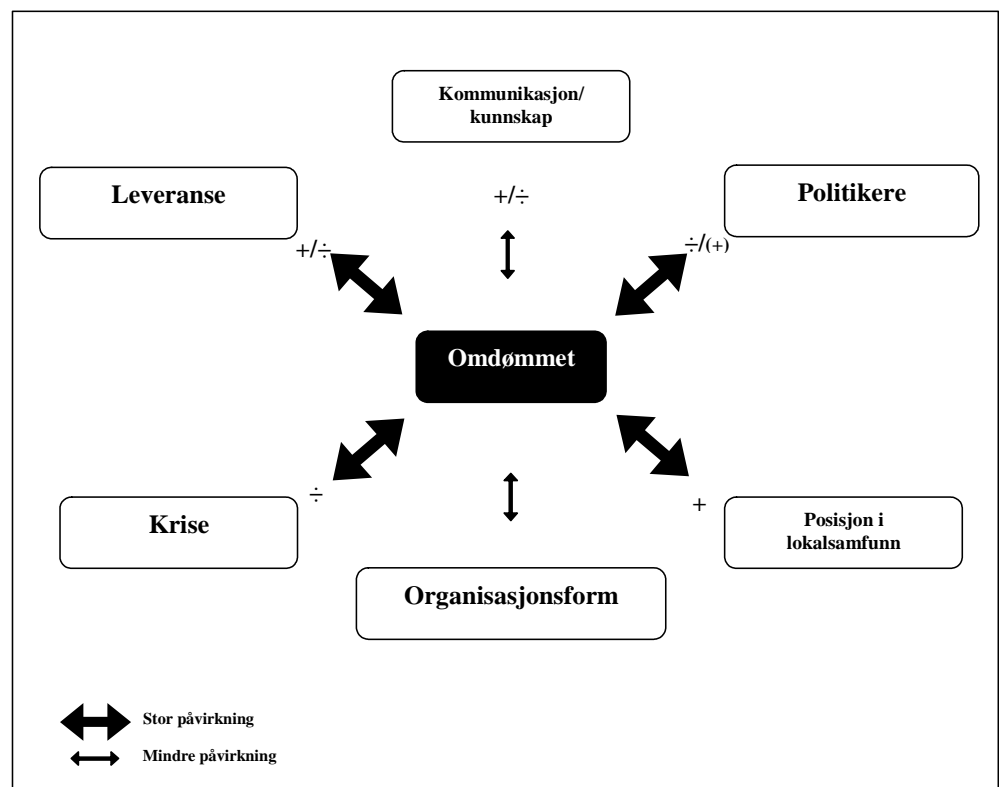 Kommunikasjon/
kunnskap
Leveranse
+/÷
Politikere
+/÷
÷/(+)
Omdømmet
Krise
÷
+
Posisjon i
lokalsamfunn
Organisasjonsform
Stor påvirkning
Mindre påvirkning